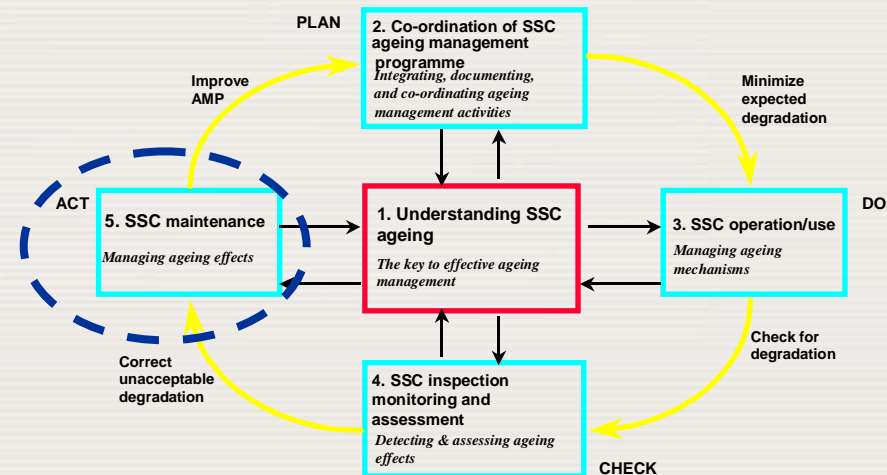 PLAN
2. Co-ordination of SSC
ageing management
programme
Integrating, documenting,
and co-ordinating ageing
management activities
Improve
AMP
Minimize
expected
degradation
ACT
5. SSC maintenance
Managing ageing effects
1. Understanding SSC
ageing
The key to effective ageing
management
DO
3. SSC operation/use
Managing ageing
mechanisms
Check for
degradation
Correct
unacceptable
degradation
4. SSC inspection
monitoring and
assessment
Detecting & assessing ageing
effects
CHECK